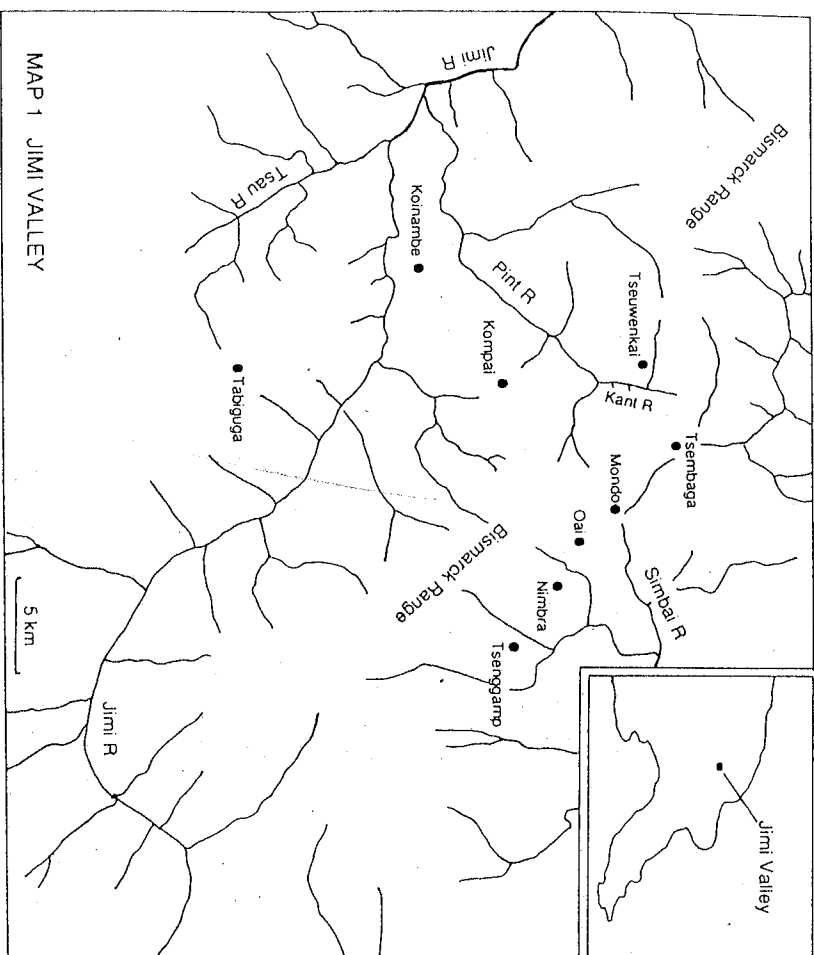 MAP 1 JIMI VALLEY
Jimi R
Bismarck Range
Tsau R
Koinambe
Pint R
Tseuwenkai
Kompai
Kant R
Tabiguga
Tsembaga
Mondo
Oai
Bismarck Range
Nimbra
Simbai R
Tsenggamp
Jimi R
5 km
Jimi Valley